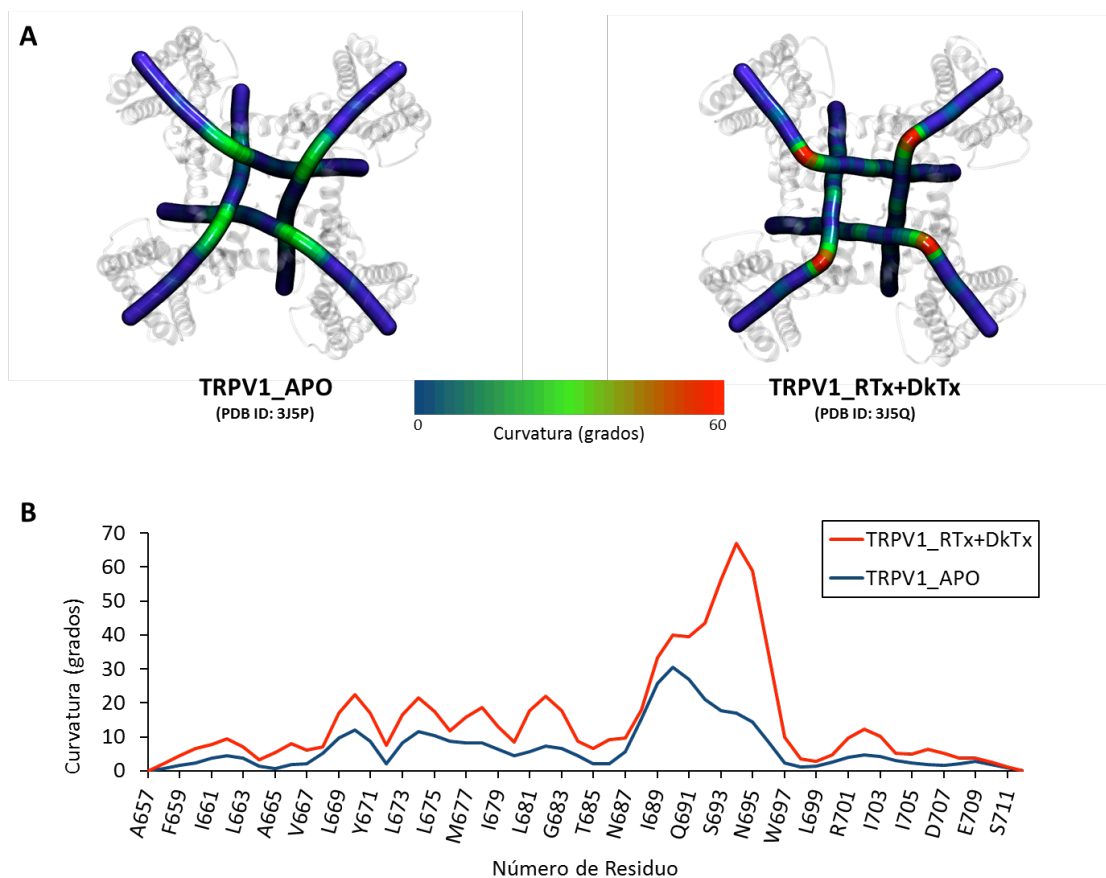 A
TRPV1_APO
(PDB ID: 3J5P)
TRPV1_RTx+DkTx
(PDB ID: 3J5Q)
0
60
Curvatura (grados)
B
70
60
50
40
30
20
10
0
Curvatura (grados)
TRPV1_RTx+DkTx
TRPV1_APO
A657
F659
I661
L663
A665
V667
L669
Y671
L673
L675
M677
I679
L681
G683
T685
N687
I689
Q691
S693
N695
W697
L699
R701
I703
I705
D707
E709
S711
Número de Residuo